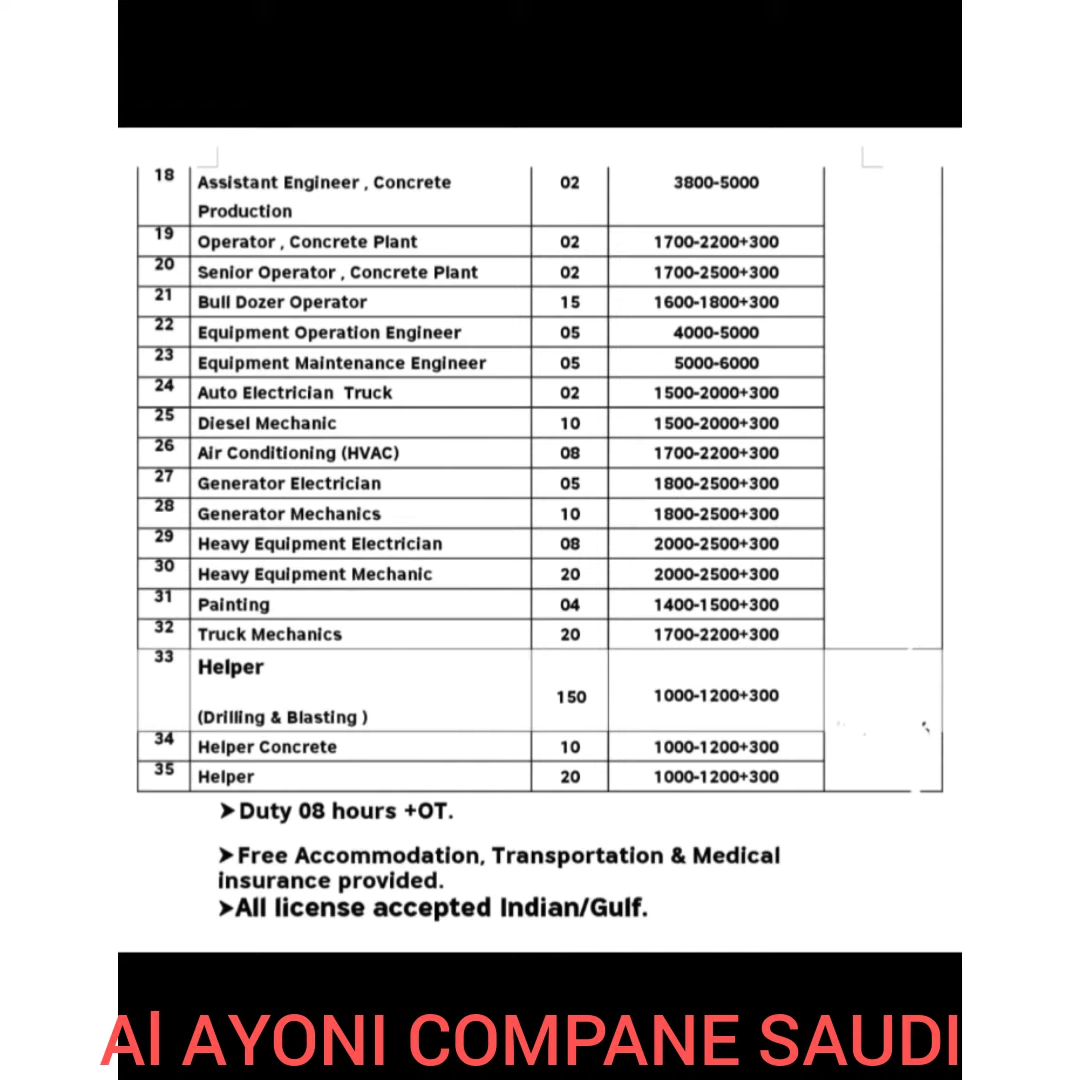 18 Assistant Engineer , Concrete Production 02 3800-5000
19 Operator , Concrete Plant 02 1700-2200+300
20 Senior Operator , Concrete Plant 02 1700-2500+300
21 Bull Dozer Operator 15 1600-1800+300
22 Equipment Operation Engineer 05 4000-5000
23 Equipment Maintenance Engineer 05 5000-6000
24 Auto Electrician Truck 02 1500-2000+300
25 Diesel Mechanic 10 1500-2000+300
26 Air Conditioning (HVAC) 08 1700-2200+300
27 Generator Electrician 05 1800-2500+300
28 Generator Mechanics 10 1800-2500+300
29 Heavy Equipment Electrician 08 2000-2500+300
30 Heavy Equipment Mechanic 20 2000-2500+300
31 Painting 04 1400-1500+300
32 Truck Mechanics 20 1700-2200+300
33 Helper
(Drilling & Blasting ) 150 1000-1200+300
34 Helper Concrete 10 1000-1200+300
35 Helper 20 1000-1200+300
➤Duty 08 hours +OT.
➤Free Accommodation, Transportation & Medical
insurance provided.
➤All license accepted Indian/Gulf.
Al AYONI COMPANE SAUDI